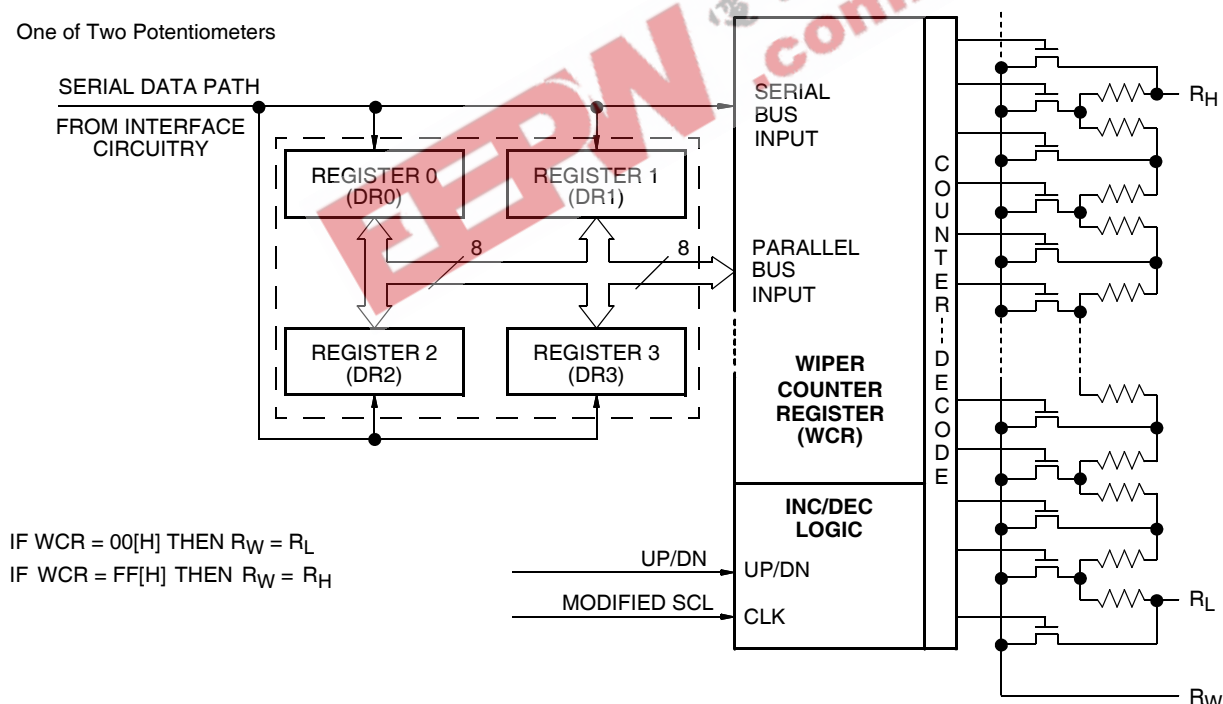 One of Two Potentiometers
SERIAL DATA PATH
FROM INTERFACE
CIRCUITRY
REGISTER 0
(DR0)
REGISTER 1
(DR1)
8
8
REGISTER 2
(DR2)
REGISTER 3
(DR3)
SERIAL
BUS
INPUT
PARALLEL
BUS
INPUT
WIPER
COUNTER
REGISTER
(WCR)
INC/DEC
LOGIC
UP/DN
UP/DN
MODIFIED SCL
CLK
COUNTER
DECODE
RH
RL
RW
IF WCR = 00[H] THEN RW = RL
IF WCR = FF[H] THEN RW = RH
EEPW
.com